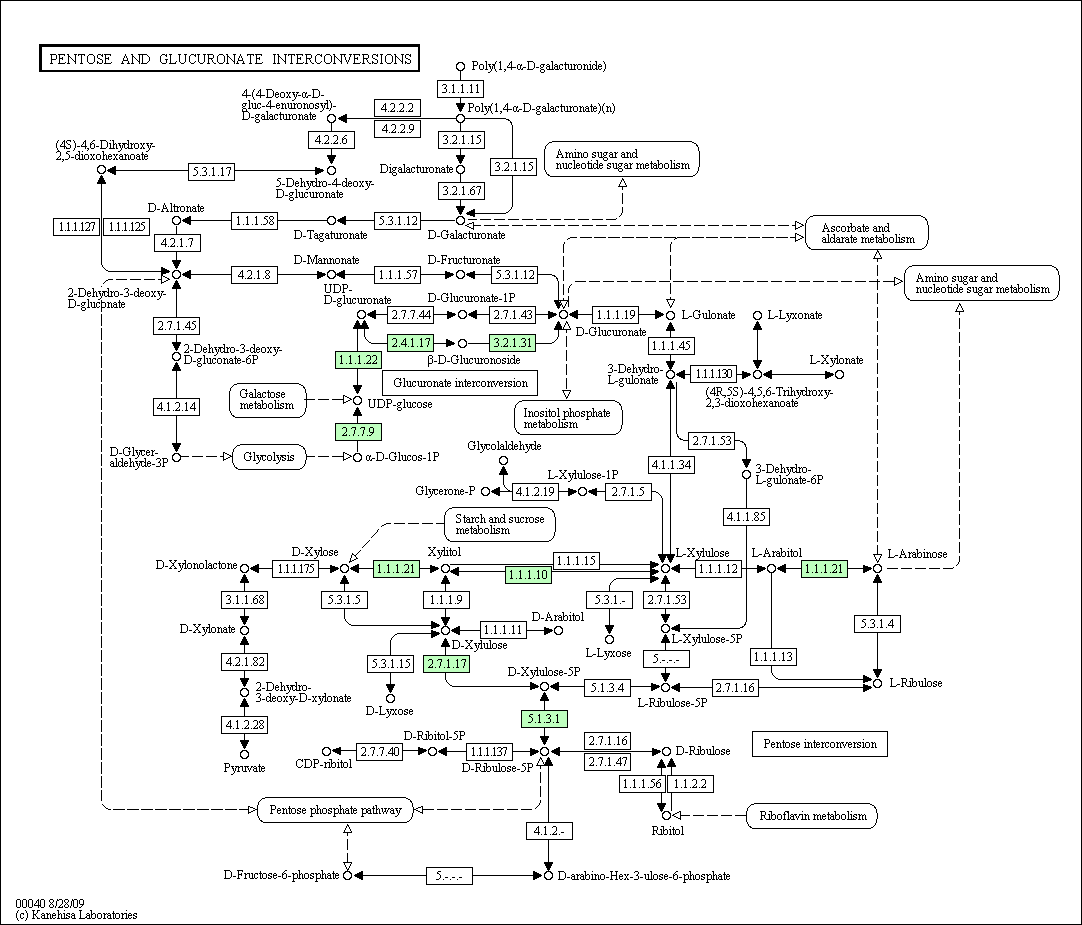 PENTOSE AND GLUCURONATE INTERCONVERSIONS
Poly(1,4-α-D-galacturonide)
3.1.1.11
4-(4-Deoxy-α-D-
gluc-4-enuronosyl)-
D-galacturonate
4.2.2.2
Poly(1,4-α-D-galacturonate)(n)
4.2.2.9
4.2.2.6
3.2.1.15
(4S)-4,6-Dihydroxy-
2,5-dioxohexanoate
5.3.1.17
Digalacturonate
3.2.1.15
Amino sugar and
nucleotide sugar metabolism
5-Dehydro-4-deoxy-
D-glucuronate
3.2.1.67
D-Altronate
1.1.1.127
1.1.1.125
1.1.1.58
5.3.1.12
D-Tagaturonate
D-Galacturonate
Ascorbate and
aldarate metabolism
4.2.1.7
D-Mannonate
D-Fructuronate
4.2.1.8
1.1.1.57
5.3.1.12
Amino sugar and
nucleotide sugar metabolism
2-Dehydro-3-deoxy-
D-gluconate
UDP-
D-glucuronate
D-Glucuronate-1P
2.7.7.44
2.7.1.43
D-Glucuronate
1.1.1.19
L-Gulonate
L-Lyxonate
2.7.1.45
2.4.1.17
3.2.1.31
1.1.1.45
2-Dehydro-3-deoxy-
D-gluconate-6P
1.1.1.22
β-D-Glucuronoside
L-Xylonate
3-Dehydro-
L-gulonate
1.1.1.130
Glucuronate interconversion
(4R,5S)-4,5,6-Trihydroxy-
2,3-dioxohexanoate
Galactose
metabolism
UDP-glucose
4.1.2.14
Inositol phosphate
metabolism
2.7.7.9
2.7.1.53
D-Glycer-
aldehyde-3P
Glycolysis
α-D-Glucos-1P
Glycolaldehyde
4.1.1.34
3-Dehydro-
L-gulonate-6P
L-Xylulose-1P
Glycerone-P
4.1.2.19
2.7.1.5
4.1.1.85
Starch and sucrose
metabolism
D-Xylose
Xylitol
1.1.1.15
L-Xylulose
L-Arabitol
L-Arabinose
D-Xylonolactone
1.1.1.175
1.1.1.21
1.1.1.10
1.1.1.12
1.1.1.21
3.1.1.68
5.3.1.5
1.1.1.9
5.3.1.-
2.7.1.53
D-Arabitol
5.3.1.4
D-Xylonate
1.1.1.11
D-Xylulose
L-Lyxose
L-Xylulose-5P
4.2.1.82
5.3.1.15
2.7.1.17
5.-.-.-
1.1.1.13
D-Xylulose-5P
2-Dehydro-
3-deoxy-D-xylonate
5.1.3.4
2.7.1.16
L-Ribulose
L-Ribulose-5P
D-Lyxose
4.1.2.28
5.1.3.1
D-Ribitol-5P
2.7.1.16
Pyruvate
CDP-ribitol
2.7.7.40
1.1.1.137
D-Ribulose-5P
2.7.1.47
D-Ribulose
Pentose interconversion
1.1.1.56
1.1.2.2
Pentose phosphate pathway
Ribitol
Riboflavin metabolism
4.1.2.-
D-Fructose-6-phosphate
5.-.-.-
D-arabino-Hex-3-ulose-6-phosphate
00040 8/28/09
(c) Kanehisa Laboratories